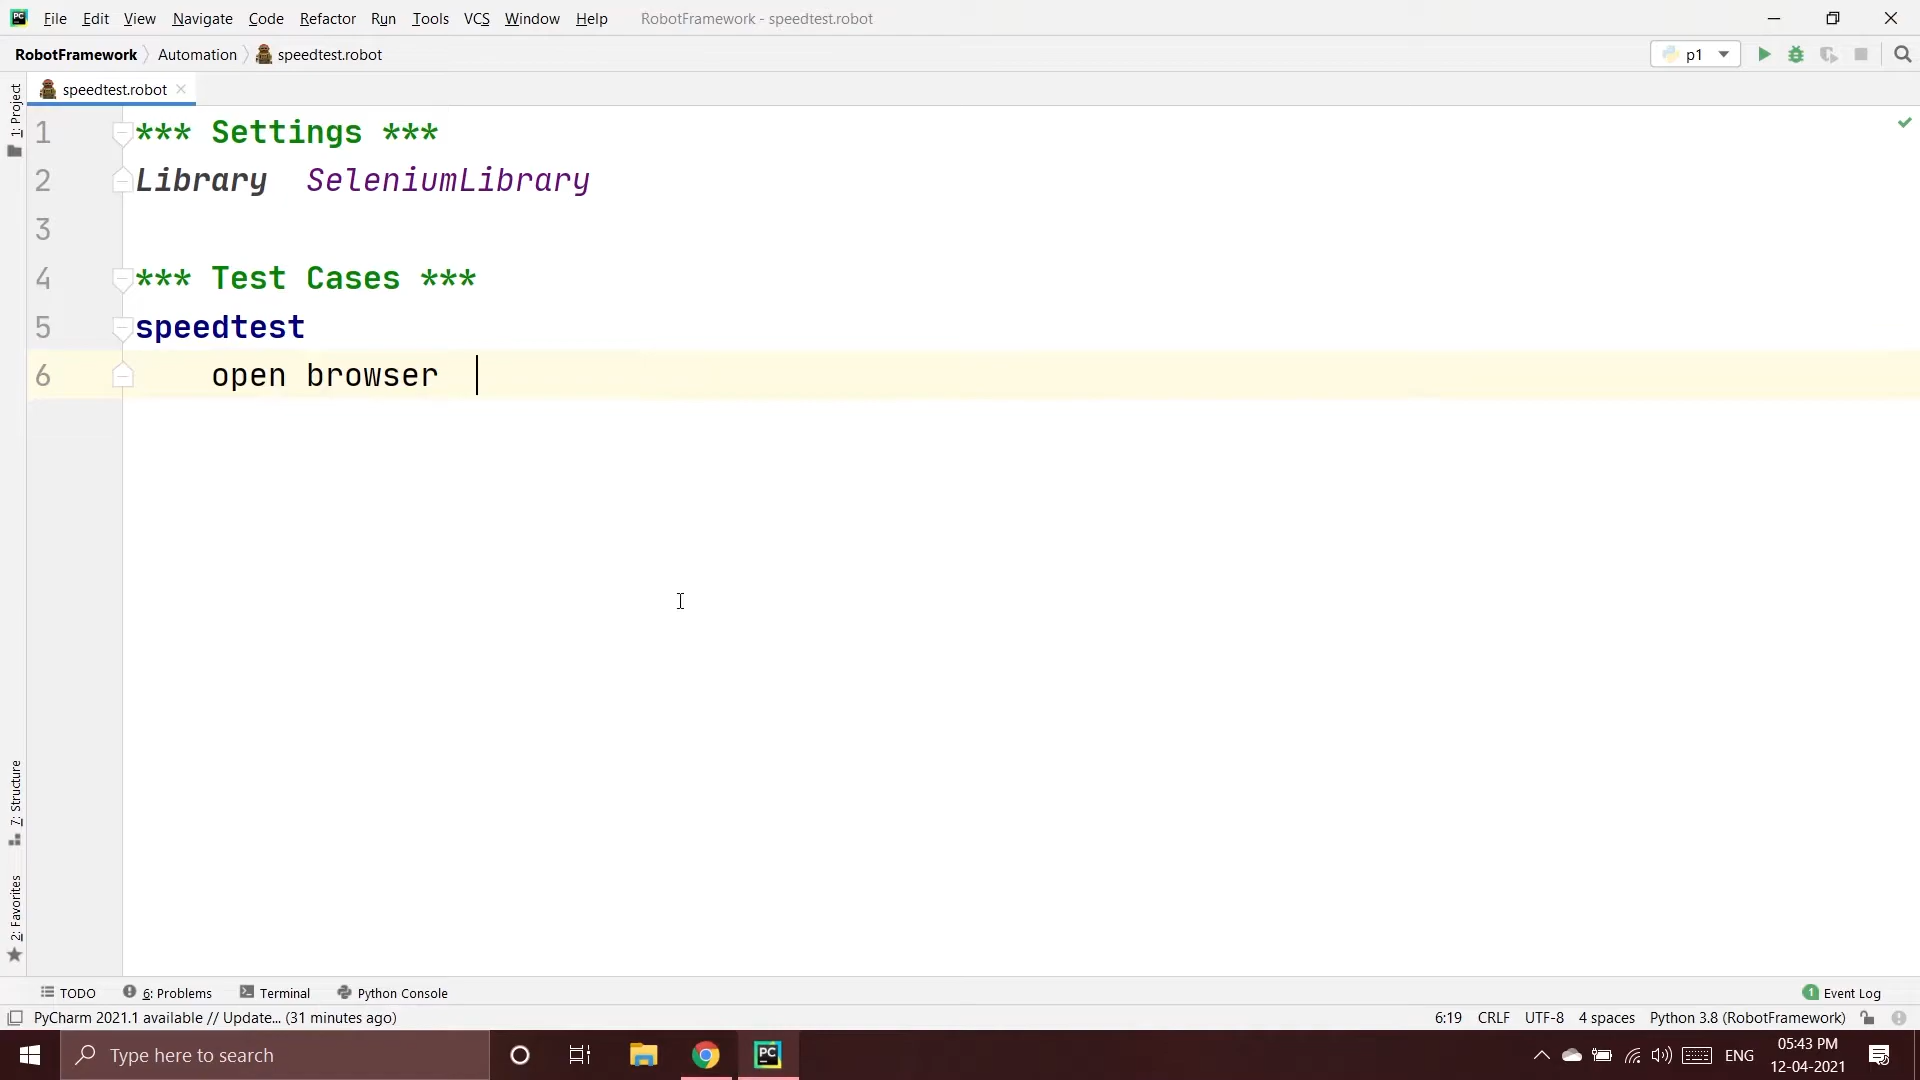 File Edit View Navigate Code Refactor Run Tools VCS Window Help RobotFramework - speedtest.robot
RobotFramework Automation speedtest.robot p1
speedtest.robot
1: Project
1 *** Settings ***
2 Library SeleniumLibrary
3
4 *** Test Cases ***
5 speedtest
6 open browser
7: Structure
2: Favorites
TODO 6: Problems Terminal Python Console 1 Event Log
PyCharm 2021.1 available // Update... (31 minutes ago) 6:19 CRLF UTF-8 4 spaces Python 3.8 (RobotFramework)
Type here to search ENG 05:43 PM
12-04-2021